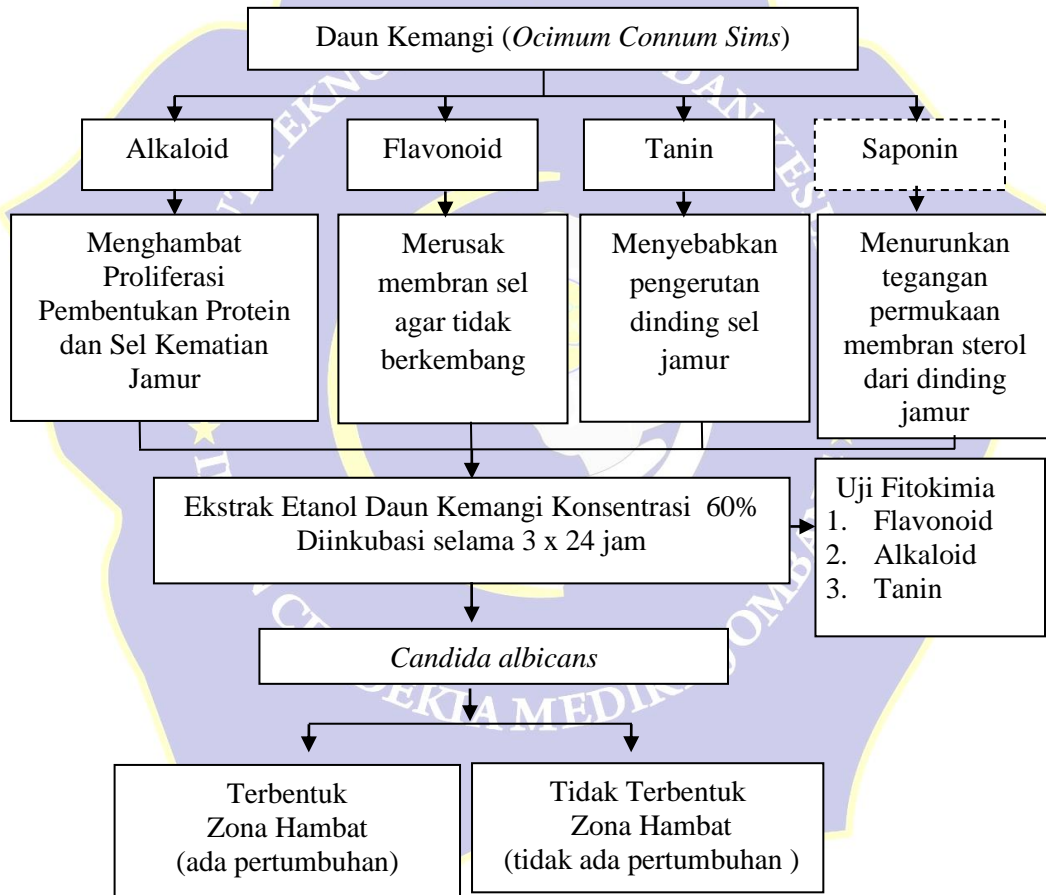 Daun Kemangi (Ocimum Connum Sims)
Alkaloid
Flavonoid
Tanin
Saponin
Menghambat
Proliferasi
Pembentukan Protein
dan Sel Kematian
Jamur
Merusak
membran sel
agar tidak
berkembang
Menyebabkan
pengerutan
dinding sel
jamur
Menurunkan
tegangan
permukaan
membran sterol
dari dinding
jamur
Ekstrak Etanol Daun Kemangi Konsentrasi 60%
Diinkubasi selama 3 x 24 jam
Uji Fitokimia
1. Flavonoid
2. Alkaloid
3. Tanin
Candida albicans
Terbentuk
Zona Hambat
(ada pertumbuhan)
Tidak Terbentuk
Zona Hambat
(tidak ada pertumbuhan )
MEDIK